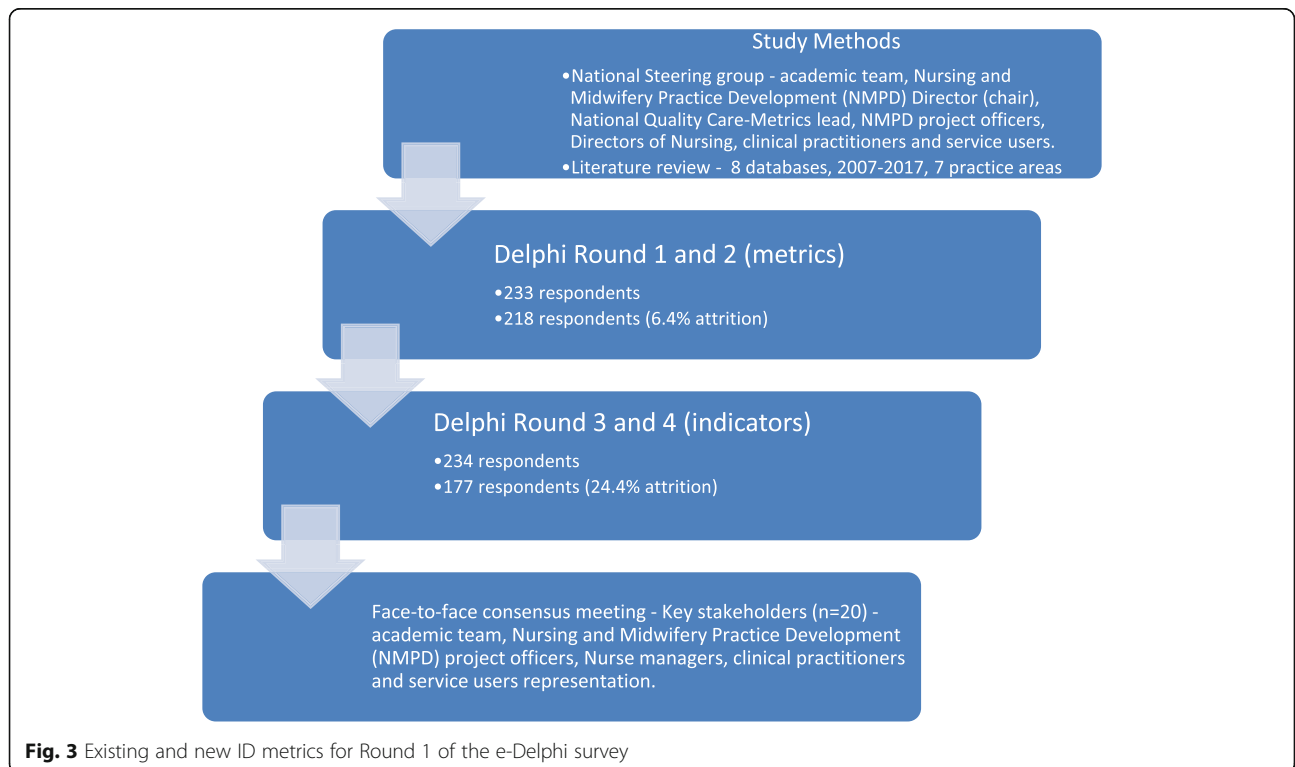 Study Methods
•National Steering group - academic team, Nursing and
Midwifery Practice Development (NMPD) Director (chair),
National Quality Care-Metrics lead, NMPD project officers,
Directors of Nursing, clinical practitioners and service users.
•Literature review -  8 databases, 2007-2017, 7 practice areas
Delphi Round 1 and 2 (metrics)
•233 respondents
•218 respondents (6.4% attrition)
Delphi Round 3 and 4 (indicators)
•234 respondents
•177 respondents (24.4% attrition)
Face-to-face consensus meeting - Key stakeholders (n=20) -
academic team, Nursing and Midwifery Practice Development
(NMPD) project officers, Nurse managers, clinical practitioners
and service users representation.
Fig. 3 Existing and new ID metrics for Round 1 of the e-Delphi survey